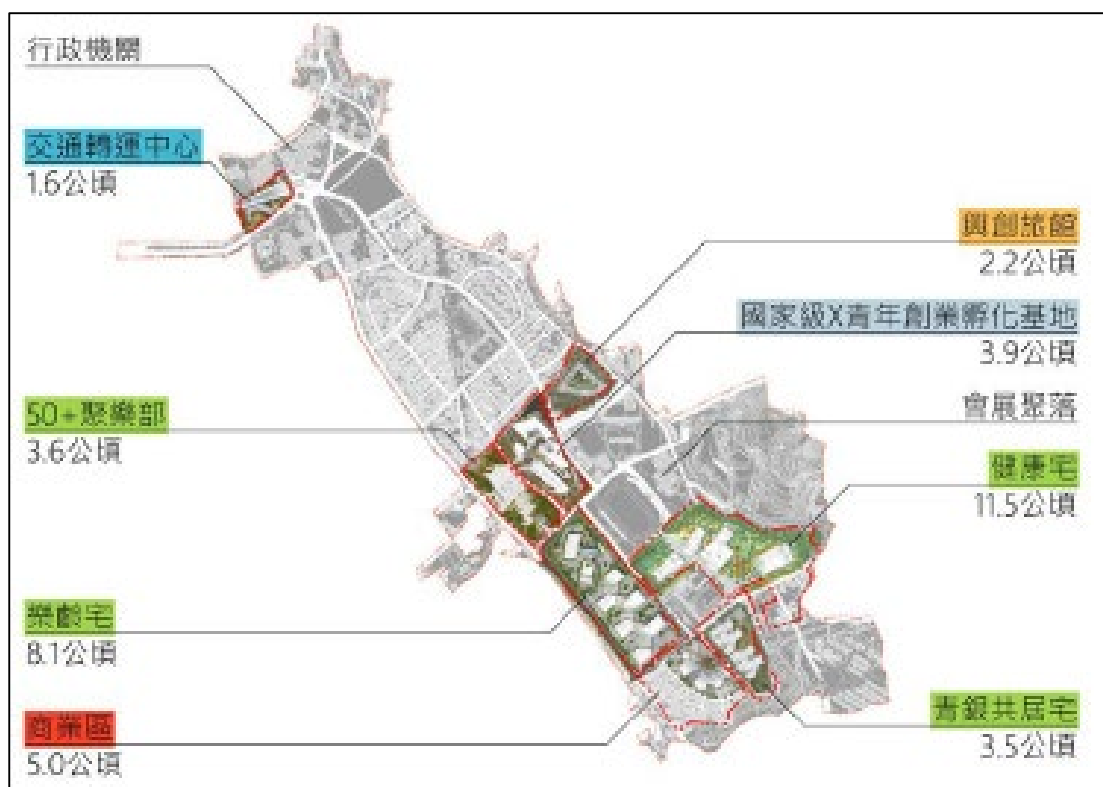 行政機關
交通轉運中心
1.6公頃
興創旅館
2.2公頃
國家級X青年創業孵化基地
3.9公頃
50+聚樂部
3.6公頃
會展聚落
健康宅
11.5公頃
樂齡宅
8.1公頃
商業區
5.0公頃
青銀共居宅
3.5公頃